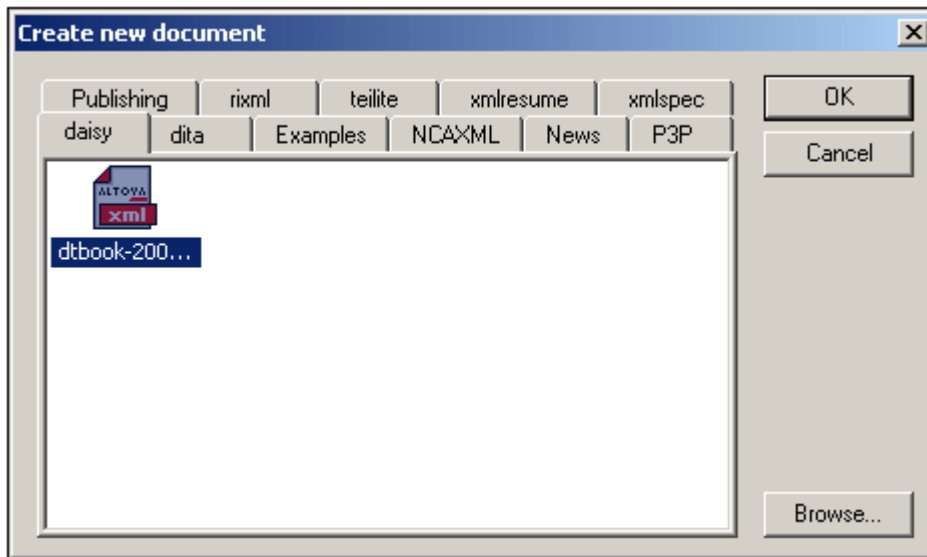 Create new document
Publishing rixml teilite xmlresume xmlspec
daisy dita Examples NCAXML News P3P
ALTOVA
xml
dtbook-200...
OK
Cancel
Browse...